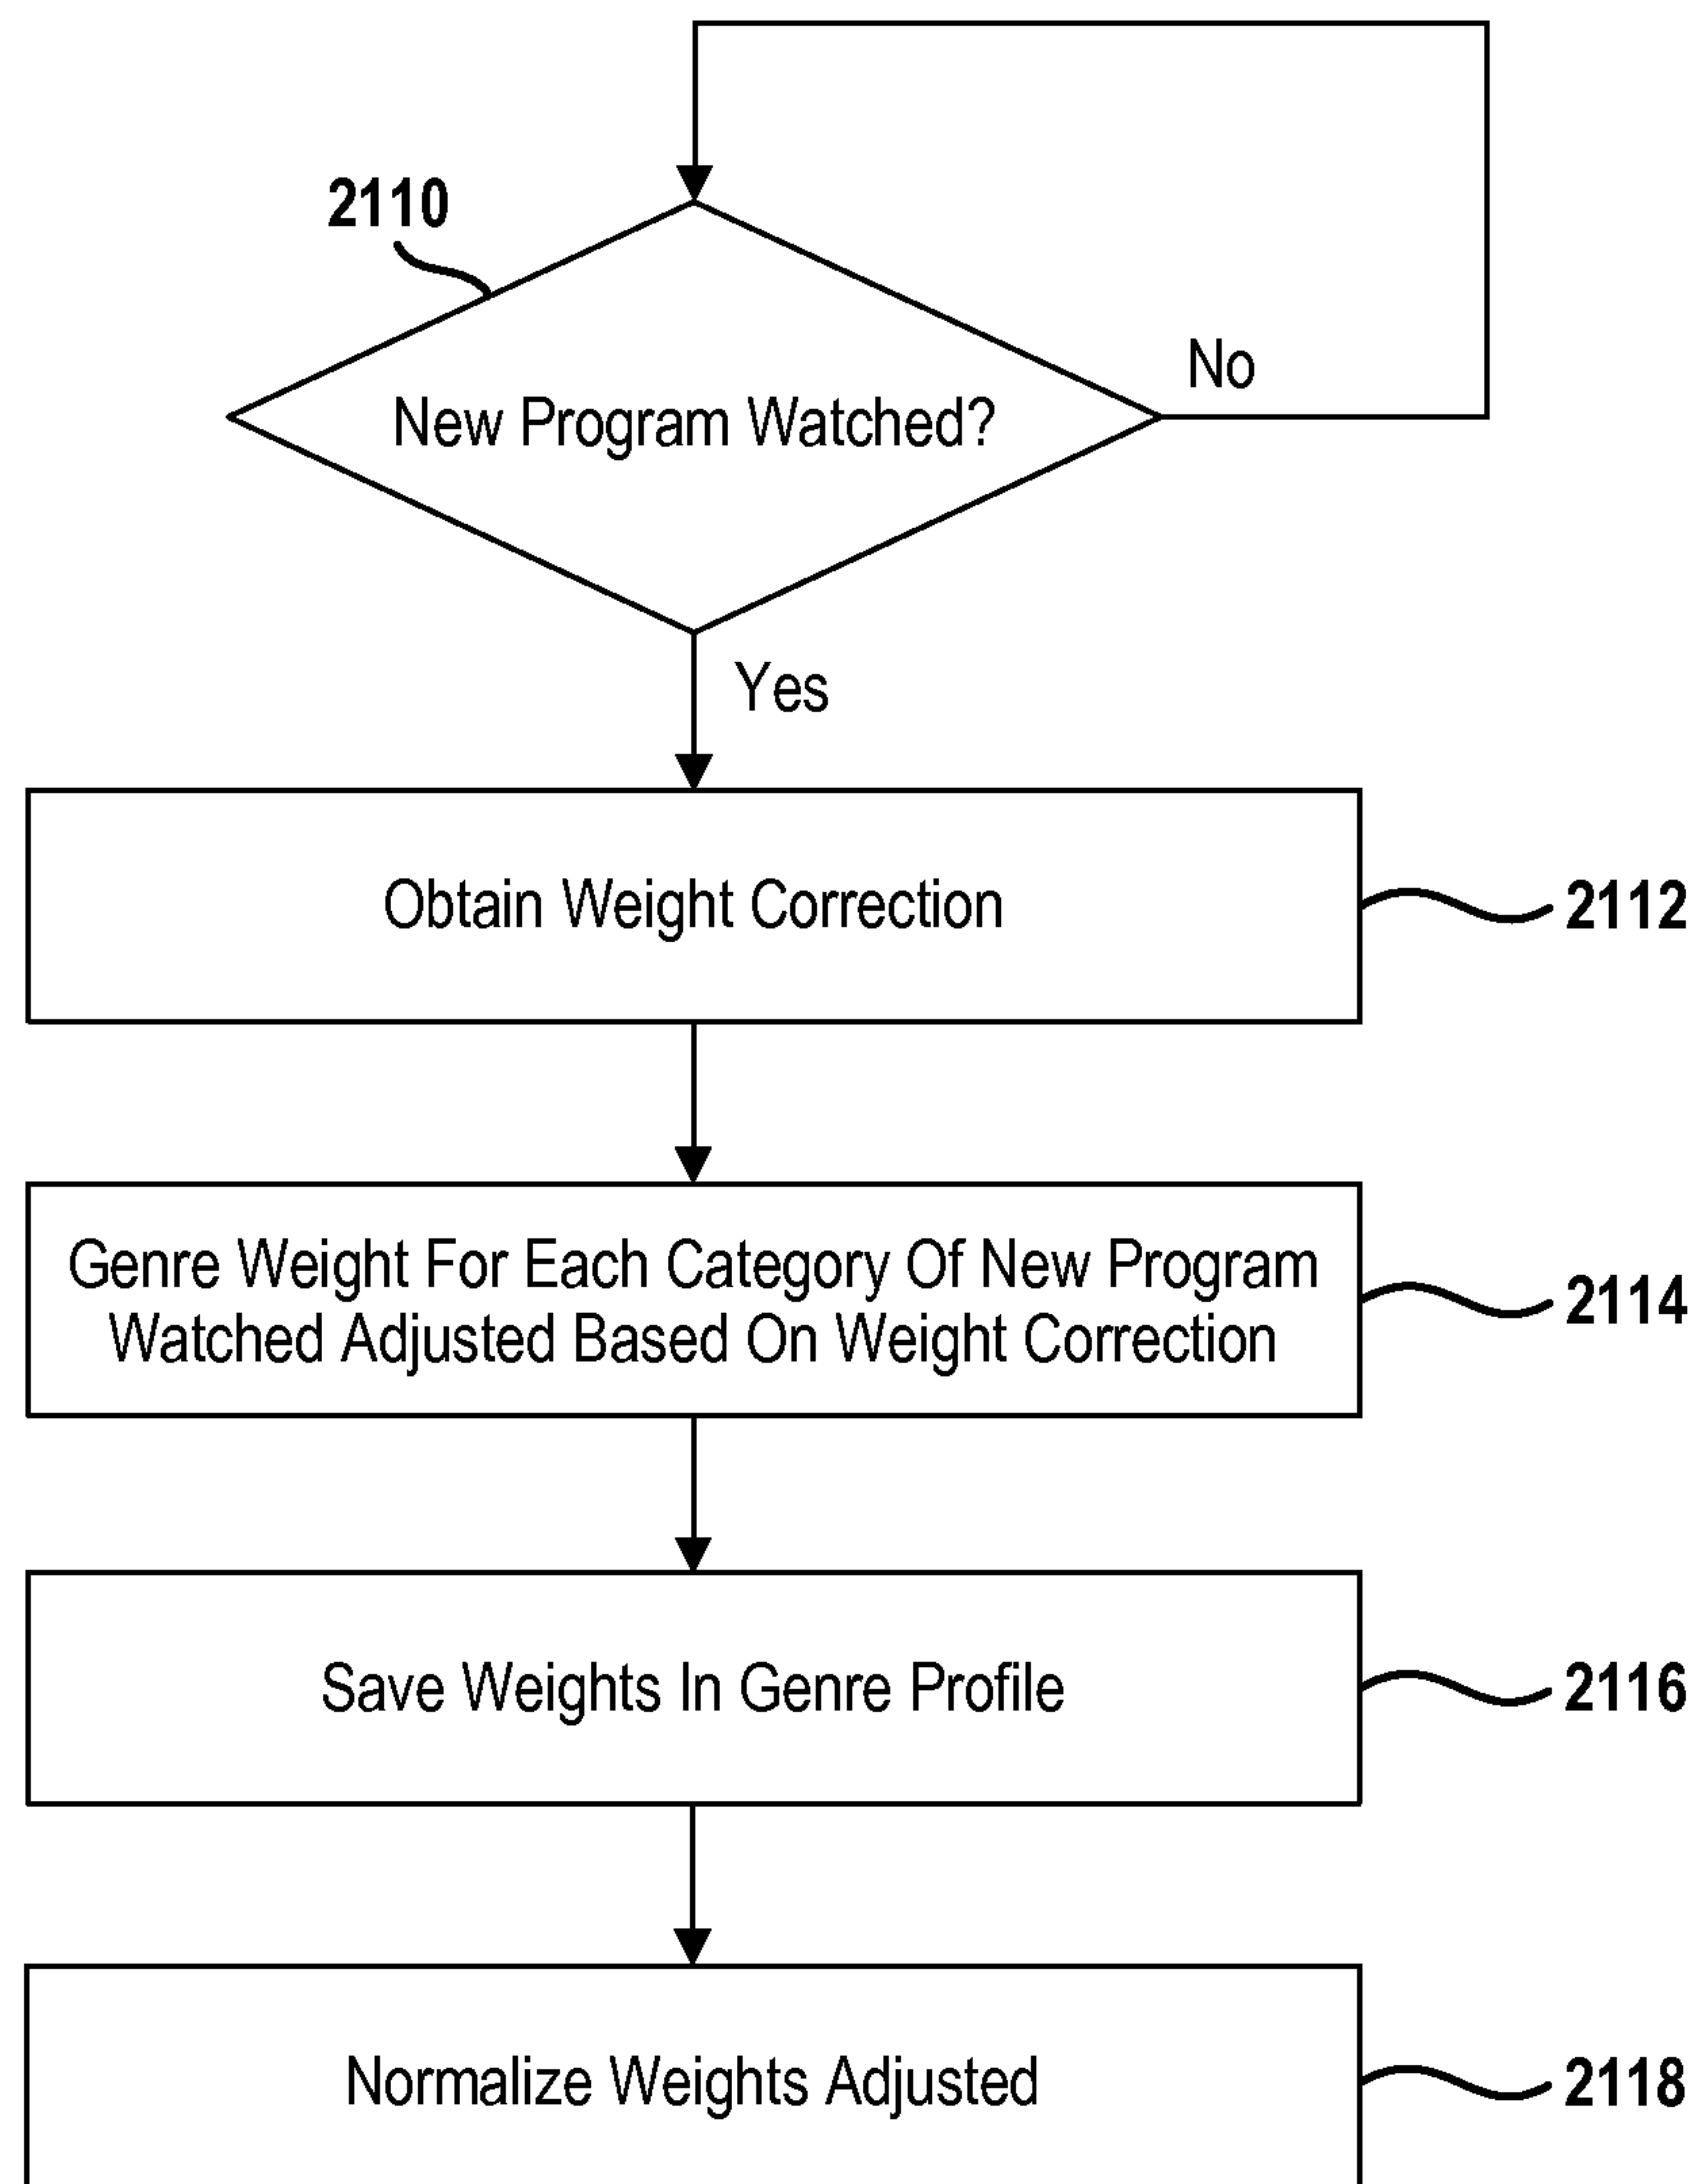 2110
New Program Watched?
No
Yes
Obtain Weight Correction
2112
Genre Weight For Each Category Of New Program
Watched Adjusted Based On Weight Correction
2114
Save Weights In Genre Profile
2116
Normalize Weights Adjusted
2118